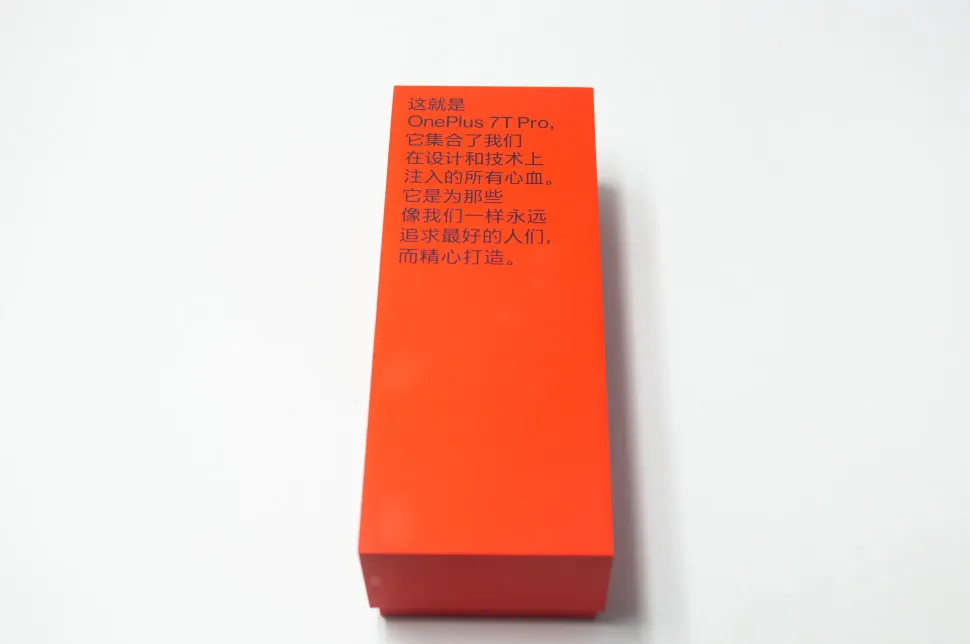 这就是
OnePlus 7T Pro,
它集合了我们
在设计和技术上
注入的所有心血。
它是为那些
像我们一样永远
追求最好的人们,
而精心打造。